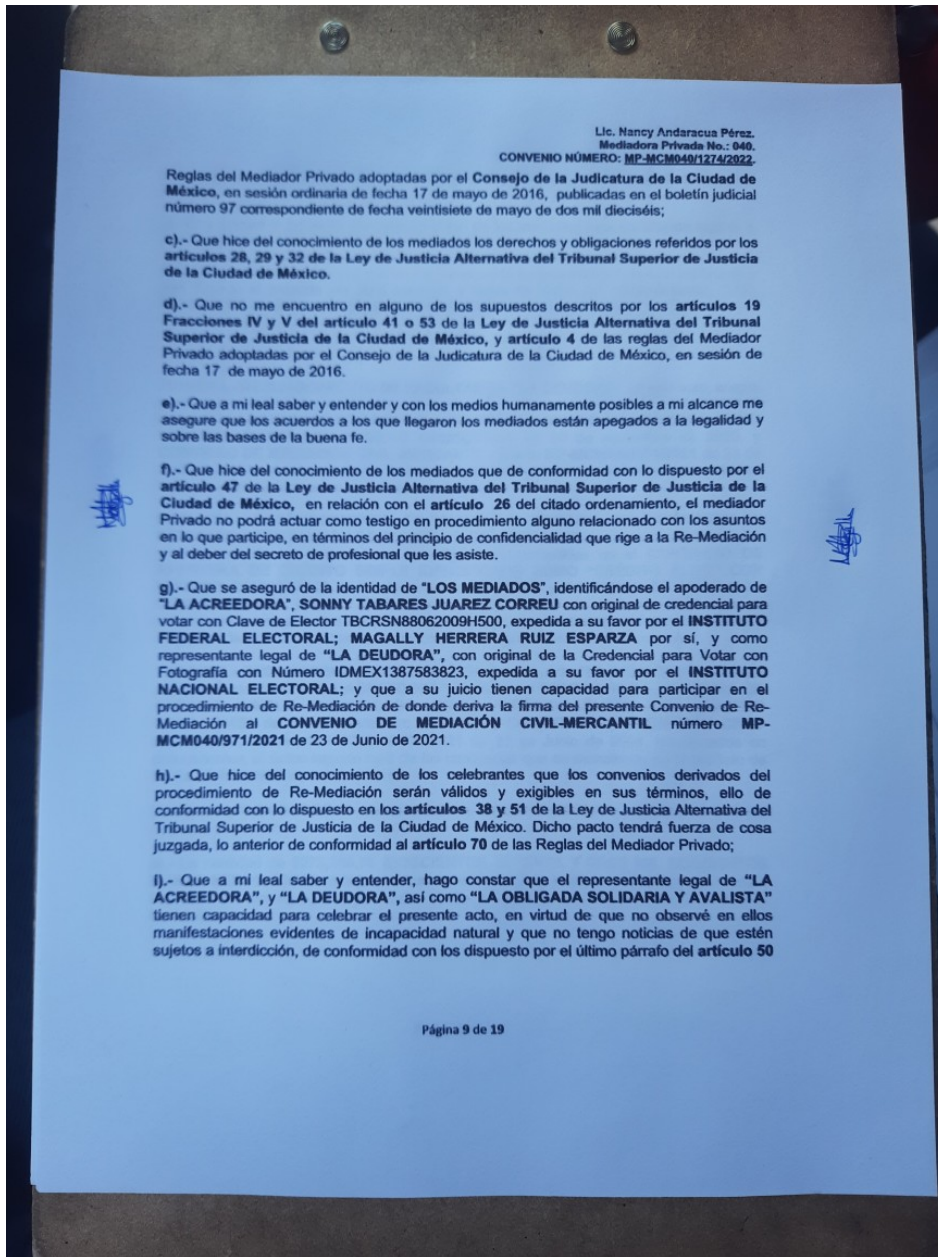 Lic. Nancy Andaracua Pérez.
Mediadora Privada No.: 040.
CONVENIO NÚMERO: MP-MCM040/1274/2022.
Reglas del Mediador Privado adoptadas por el Consejo de la Judicatura de la Ciudad de
México, en sesión ordinaria de fecha 17 de mayo de 2016, publicadas en el boletín judicial
número 97 correspondiente de fecha veintisiete de mayo de dos mil dieciséis;
c).- Que hice del conocimiento de los mediados los derechos y obligaciones referidos por los
artículos 28, 29 y 32 de la Ley de Justicia Alternativa del Tribunal Superior de Justicia
de la Ciudad de México.
d).- Que no me encuentro en alguno de los supuestos descritos por los artículos 19
Fracciones IV y V del artículo 41 o 53 de la Ley de Justicia Alternativa del Tribunal
Superior de Justicia de la Ciudad de México, y artículo 4 de las reglas del Mediador
Privado adoptadas por el Consejo de la Judicatura de la Ciudad de México, en sesión de
fecha 17 de mayo de 2016.
e).- Que a mi leal saber y entender y con los medios humanamente posibles a mi alcance me
asegure que los acuerdos a los que llegaron los mediados están apegados a la legalidad y
sobre las bases de la buena fe.
f).- Que hice del conocimiento de los mediados que de conformidad con lo dispuesto por el
artículo 47 de la Ley de Justicia Alternativa del Tribunal Superior de Justicia de la
Ciudad de México, en relación con el artículo 26 del citado ordenamiento, el mediador
Privado no podrá actuar como testigo en procedimiento alguno relacionado con los asuntos
en lo que participe, en términos del principio de confidencialidad que rige a la Re-Mediación
y al deber del secreto de profesional que les asiste.
g).- Que se aseguró de la identidad de "LOS MEDIADOS", identificándose el apoderado de
"LA ACREEDORA", SONNY TABARES JUAREZ CORREU con original de credencial para
votar con Clave de Elector TBCRSN88062009H500, expedida a su favor por el INSTITUTO
FEDERAL ELECTORAL; MAGALLY HERRERA RUIZ ESPARZA por sí, y como
representante legal de “LA DEUDORA”, con original de la Credencial para Votar con
Fotografía con Número IDMEX1387583823, expedida a su favor por el INSTITUTO
NACIONAL ELECTORAL; y que a su juicio tienen capacidad para participar en el
procedimiento de Re-Mediación de donde deriva la firma del presente Convenio de Re-
Mediación al CONVENIO DE MEDIACIÓN CIVIL-MERCANTIL número MP-
MCM040/971/2021 de 23 de Junio de 2021.
h).- Que hice del conocimiento de los celebrantes que los convenios derivados del
procedimiento de Re-Mediación serán válidos y exigibles en sus términos, ello de
conformidad con lo dispuesto en los artículos 38 y 51 de la Ley de Justicia Alternativa del
Tribunal Superior de Justicia de la Ciudad de México. Dicho pacto tendrá fuerza de cosa
juzgada, lo anterior de conformidad al artículo 70 de las Reglas del Mediador Privado;
i).- Que a mi leal saber y entender, hago constar que el representante legal de “LA
ACREEDORA”, y “LA DEUDORA”, así como “LA OBLIGADA SOLIDARIA Y AVALISTA”
tienen capacidad para celebrar el presente acto, en virtud de que no observé en ellos
manifestaciones evidentes de incapacidad natural y que no tengo noticias de que estén
sujetos a interdicción, de conformidad con los dispuesto por el último párrafo del artículo 50
Página 9 de 19